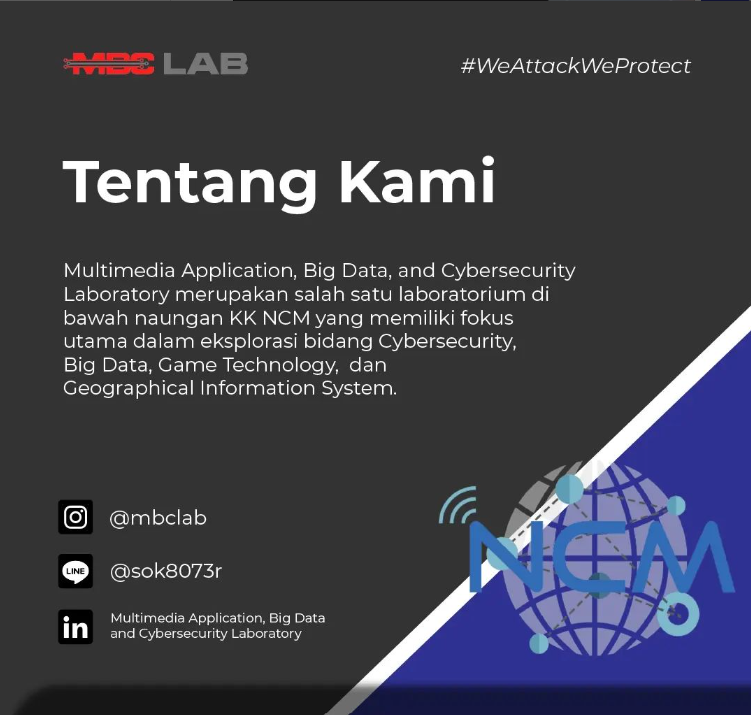 MBC LAB
#WeAttackWeProtect
Tentang Kami
Multimedia Application, Big Data, and Cybersecurity
Laboratory merupakan salah satu laboratorium di
bawah naungan KK NCM yang memiliki fokus
utama dalam eksplorasi bidang Cybersecurity,
Big Data, Game Technology, dan
Geographical Information System.
@mbclab
LINE
@sok8073r
in
Multimedia Application, Big Data
and Cybersecurity Laboratory
NCM